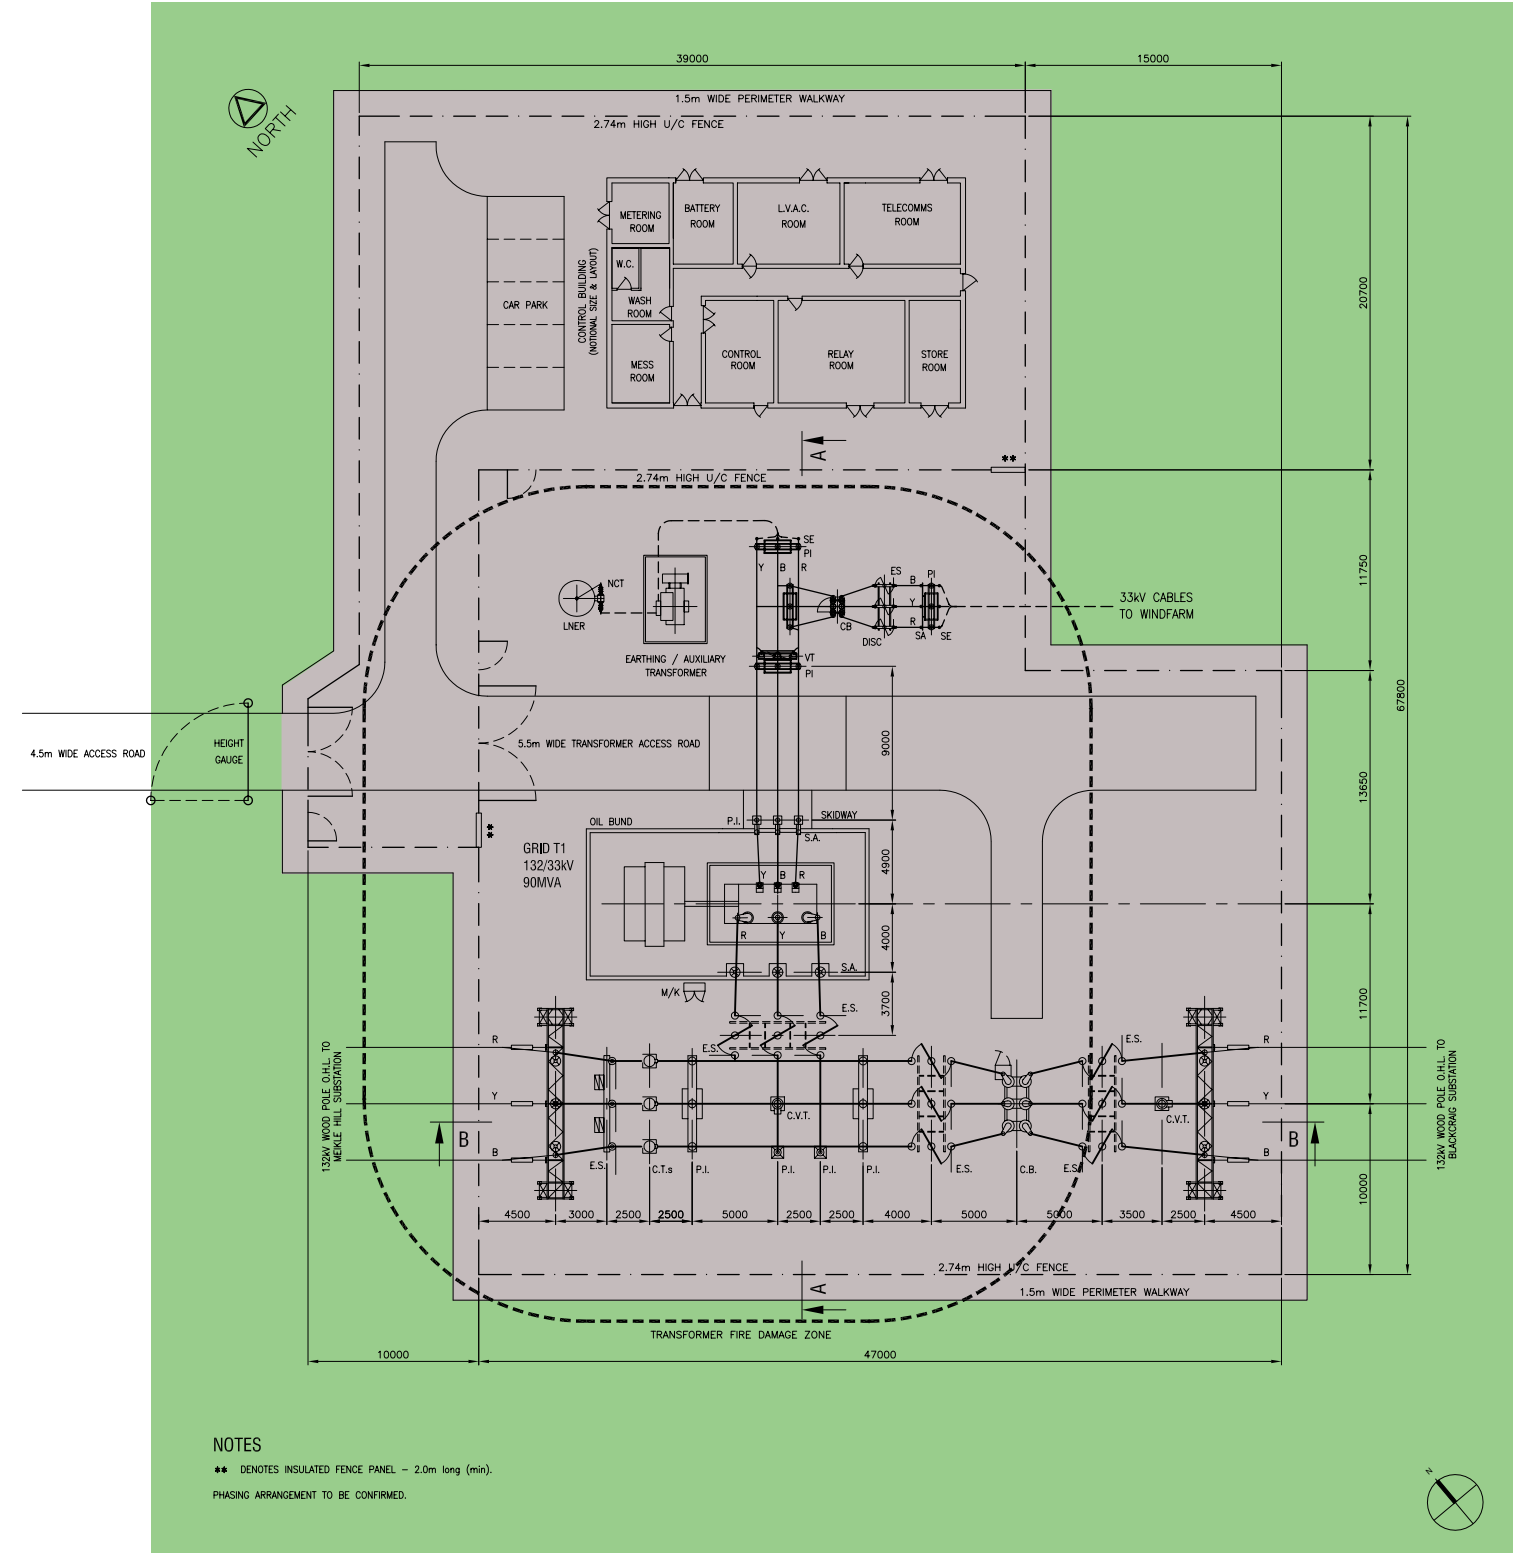 39000
15000
1.5m WIDE PERIMETER WALKWAY
2.74m HIGH U/C FENCE
NORTH
METERING
ROOM
BATTERY
ROOM
L.V.A.C.
ROOM
TELECOMMS
ROOM
W.C.
WASH
ROOM
CONTROL BUILDING
(NOTIONAL SIZE & LAYOUT)
CAR PARK
MESS
ROOM
CONTROL
ROOM
RELAY
ROOM
STORE
ROOM
20700
A
**
2.74m HIGH U/C FENCE
SE
PI
Y B R
NCT
LNER
ES
PI
B
Y
R
CB
DISC
SA
SE
33kV CABLES
TO WINDFARM
11750
EARTHING / AUXILIARY
TRANSFORMER
VT
PI
67800
4.5m WIDE ACCESS ROAD
HEIGHT
GAUGE
5.5m WIDE TRANSFORMER ACCESS ROAD
9000
13650
P.I.
SKIDWAY
S.A.
OIL BUND
**
GRID T1
132/33kV
90MVA
Y B R
4900
R Y B
4000
S.A.
M/K
3700
E.S.
11700
E.S.
E.S.
R
R
Y
Y
B
B
132kV WOOD POLE O.H.L. TO
MEIKLE HILL SUBSTATION
132kV WOOD POLE O.H.L. TO
BLACKCRAIG SUBSTATION
C.V.T.
C.V.T.
B
B
E.S.
C.T.s
P.I.
P.I.
P.I.
P.I.
E.S.
C.B.
E.S.
10000
4500
3000
2500
2500
5000
2500
2500
4000
5000
5000
3500
2500
4500
2.74m HIGH U/C FENCE
A
1.5m WIDE PERIMETER WALKWAY
TRANSFORMER FIRE DAMAGE ZONE
10000
47000
NOTES
** DENOTES INSULATED FENCE PANEL – 2.0m long (min).
PHASING ARRANGEMENT TO BE CONFIRMED.
N